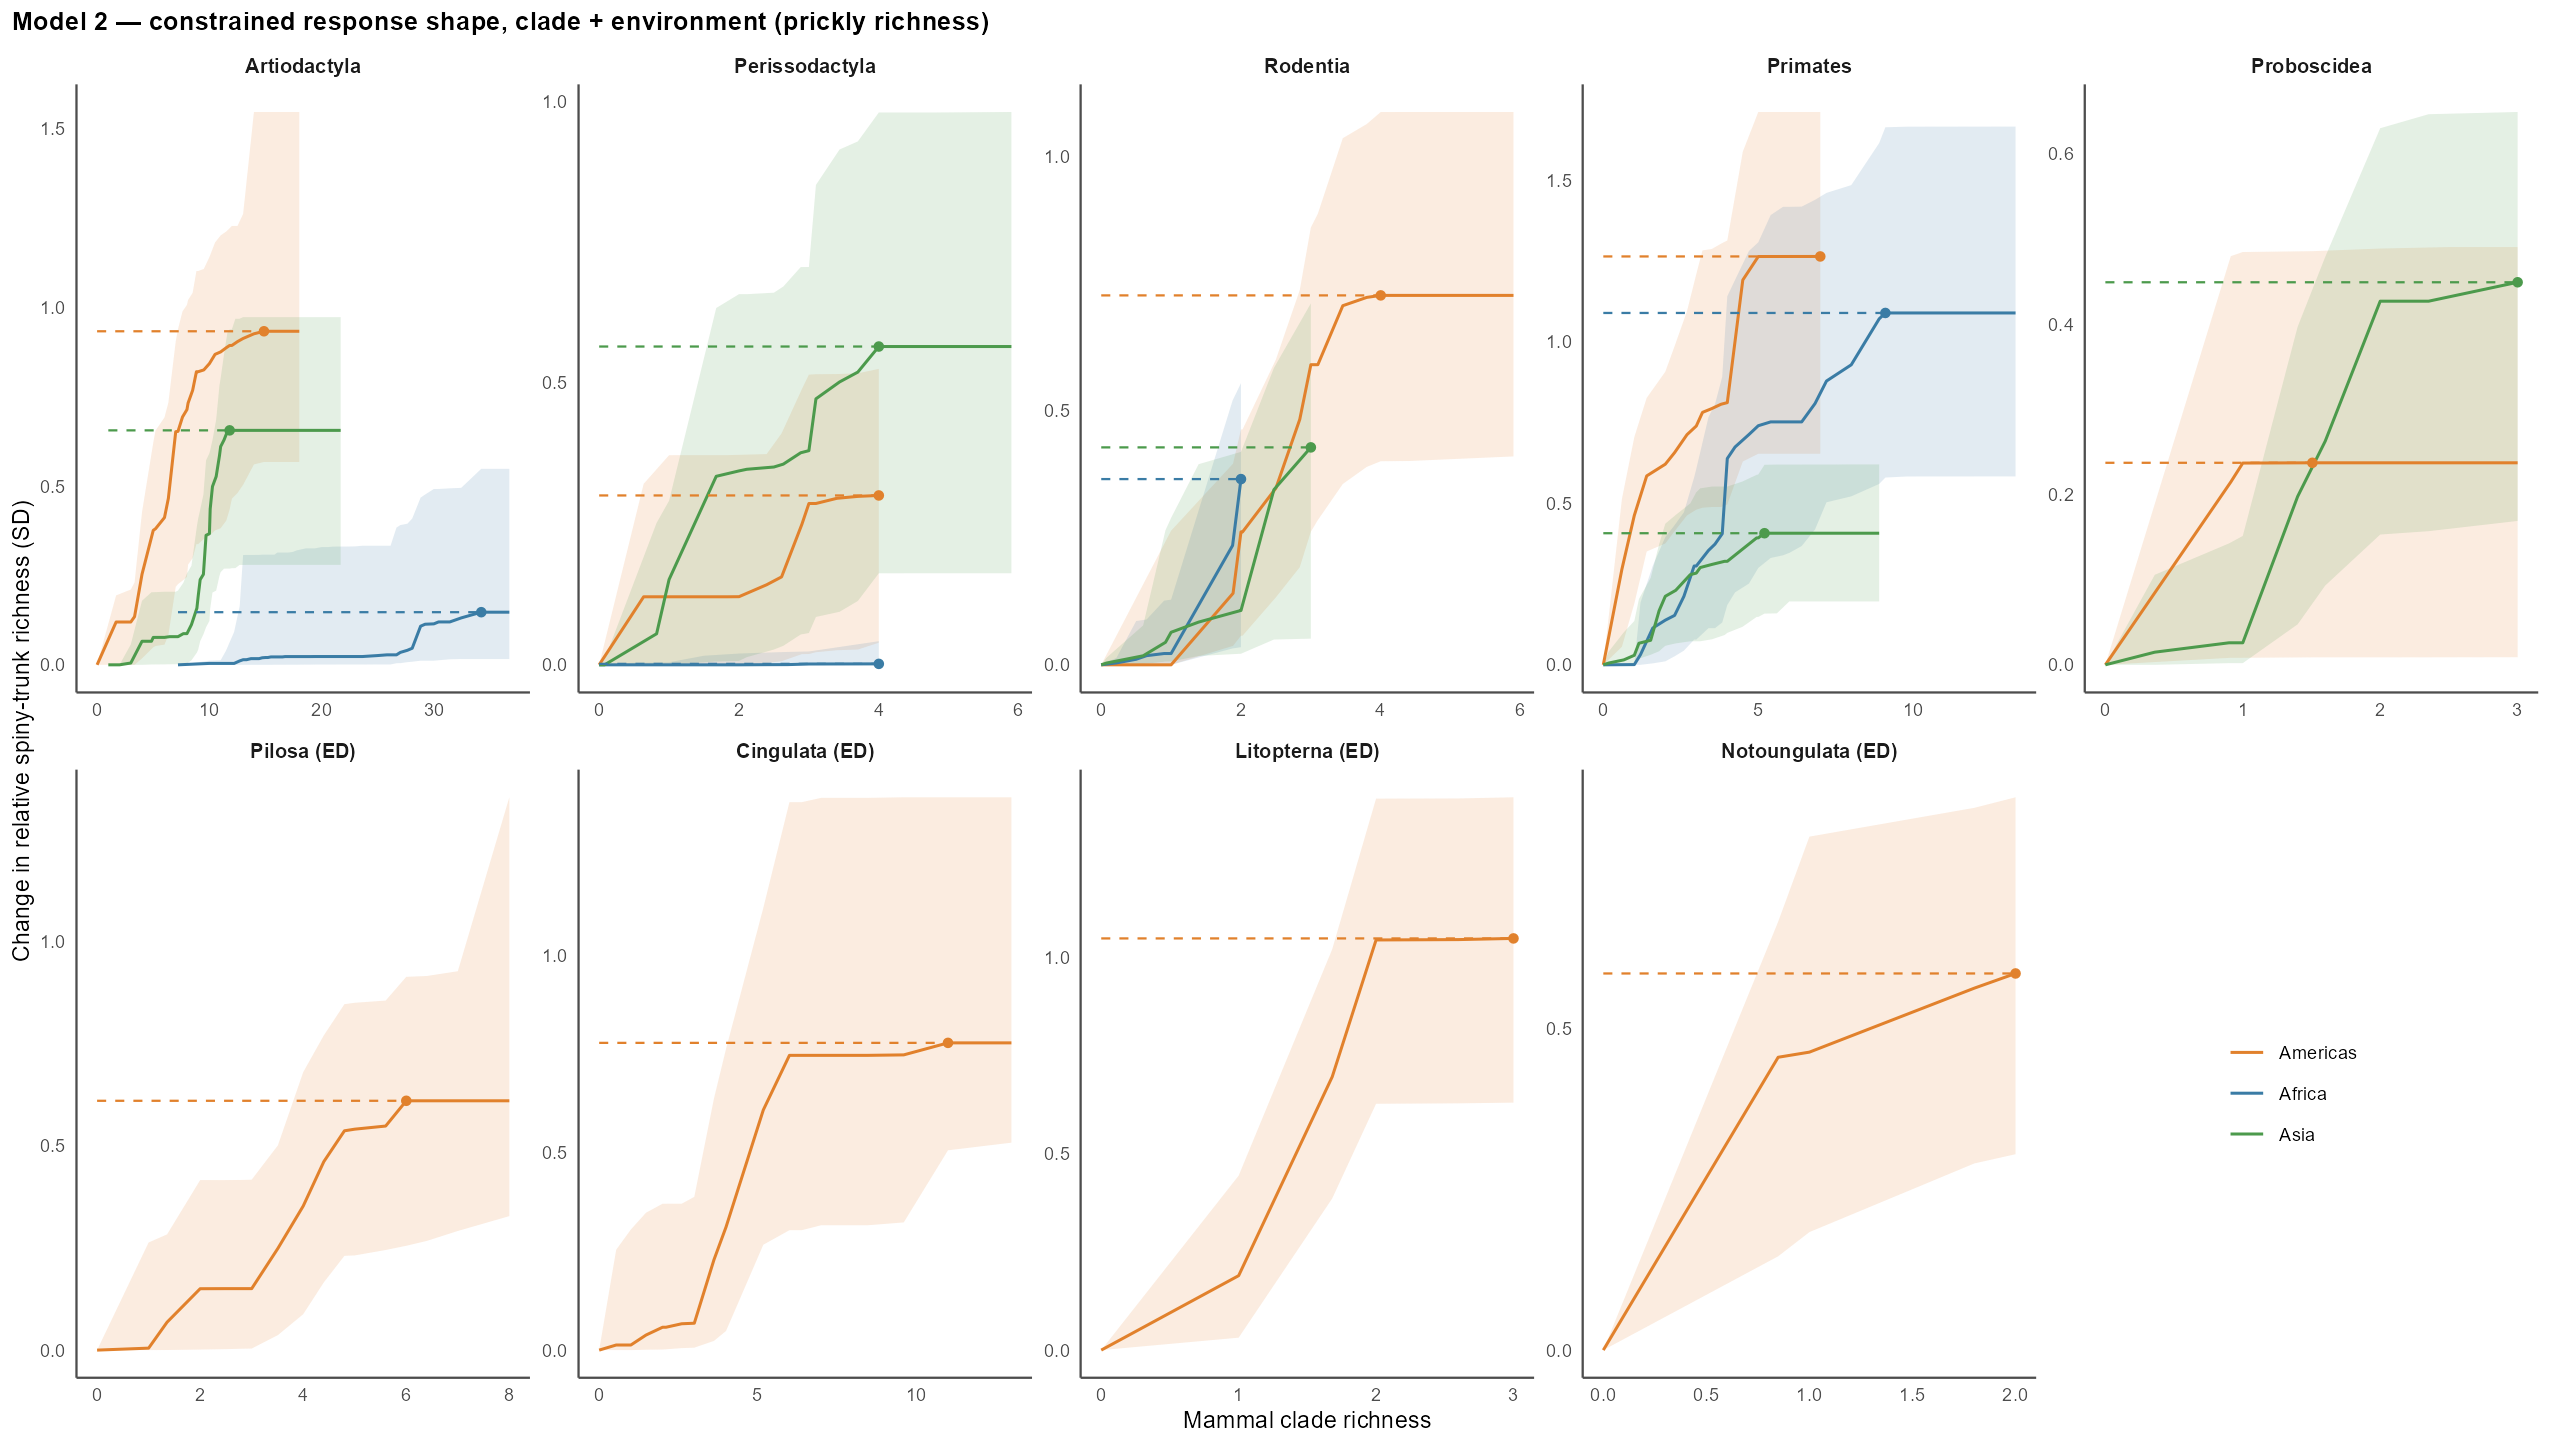 Model 2 — constrained response shape, clade + environment (prickly richness)
Artiodactyla
Perissodactyla
Rodentia
Primates
Proboscidea
1.5
1.0
0.5
0.0
0 10 20 30
1.0
0.5
0.0
0 2 4 6
1.0
0.5
0.0
0 2 4 6
1.5
1.0
0.5
0.0
0 5 10
0.6
0.4
0.2
0.0
0 1 2 3
Change in relative spiny-trunk richness (SD)
Pilosa (ED)
Cingulata (ED)
Litopterna (ED)
Notoungulata (ED)
1.0
0.5
0.0
0 2 4 6 8
1.0
0.5
0.0
0 5 10
1.0
0.5
0.0
0 1 2 3
0.5
0.0
0.0 0.5 1.0 1.5 2.0
Americas
Africa
Asia
Mammal clade richness